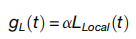 g_L(t) = αL_Local(t)